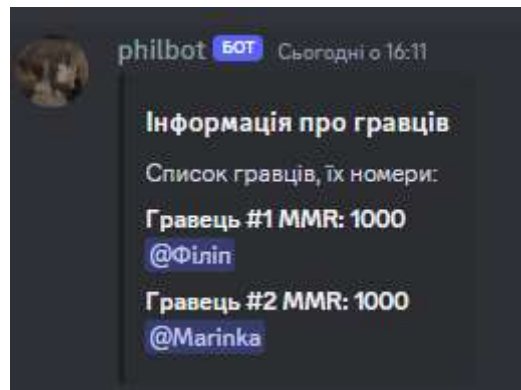 philbot БОТ Сьогодні о 16:11
Інформація про гравців
Список гравців, їх номери:
Гравець #1 MMR: 1000
@Філіп
Гравець #2 MMR: 1000
@Marinka